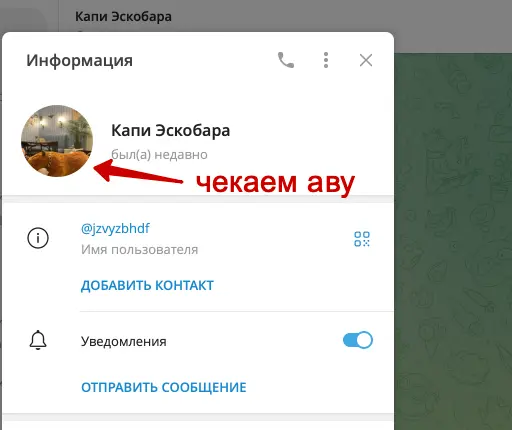 Капи Эскобара
Информация
Капи Эскобара
был(а) недавно
чекаем аву
@jzvyzbhdf
Имя пользователя
ДОБАВИТЬ КОНТАКТ
Уведомления
ОТПРАВИТЬ СООБЩЕНИЕ